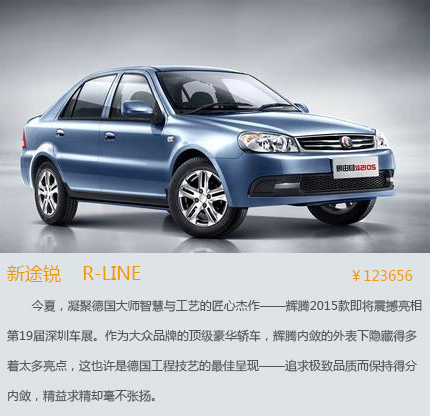 新途锐 R-LINE ￥123656
今夏，凝聚德国大师智慧与工艺的匠心杰作——辉腾2015款即将震撼亮相
第19届深圳车展。作为大众品牌的顶级豪华轿车，辉腾内敛的外表下隐藏得多
着太多亮点，这也许是德国工程技艺的最佳呈现——追求极致品质而保持得分
内敛，精益求精却毫不张扬。